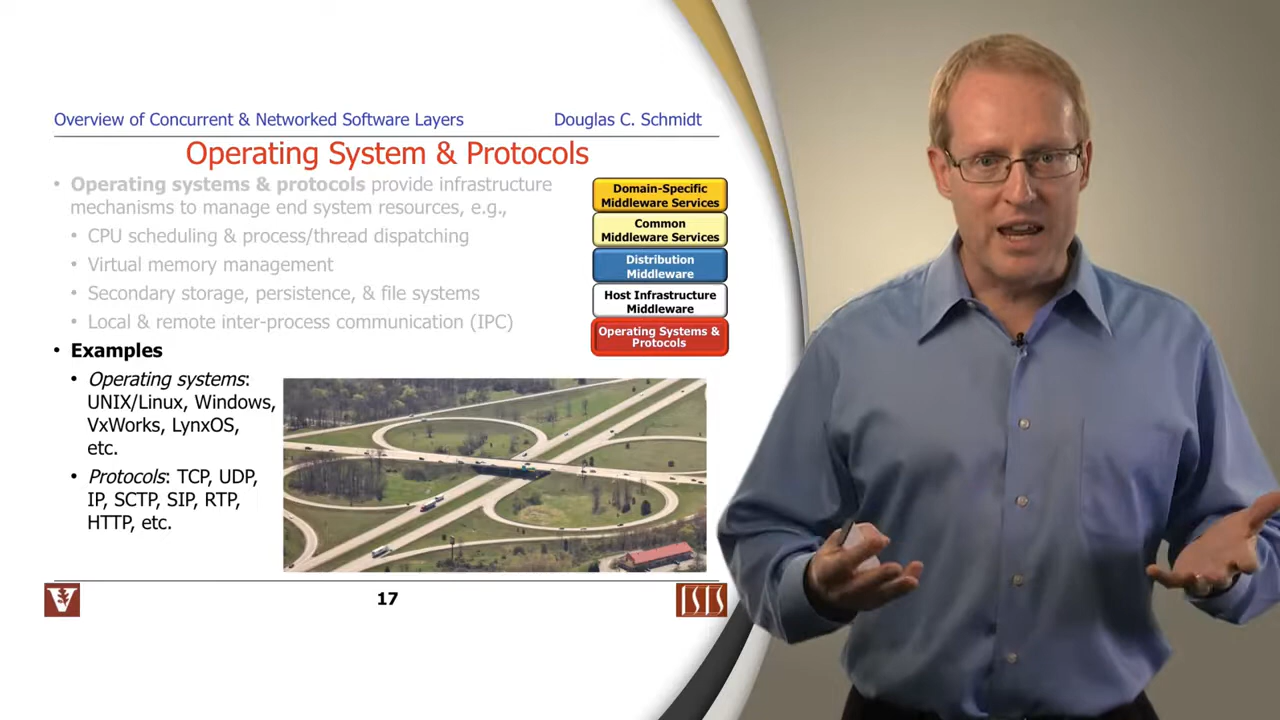 Overview of Concurrent & Networked Software Layers
Douglas C. Schmidt
Operating System & Protocols
• Operating systems & protocols provide infrastructure
mechanisms to manage end system resources, e.g.,
• CPU scheduling & process/thread dispatching
• Virtual memory management
• Secondary storage, persistence, & file systems
• Local & remote inter-process communication (IPC)
• Examples
• Operating systems:
UNIX/Linux, Windows,
VxWorks, LynxOS,
etc.
• Protocols: TCP, UDP,
IP, SCTP, SIP, RTP,
HTTP, etc.
Domain-Specific
Middleware Services
Common
Middleware Services
Distribution
Middleware
Host Infrastructure
Middleware
Operating Systems &
Protocols
V
17
ISIS